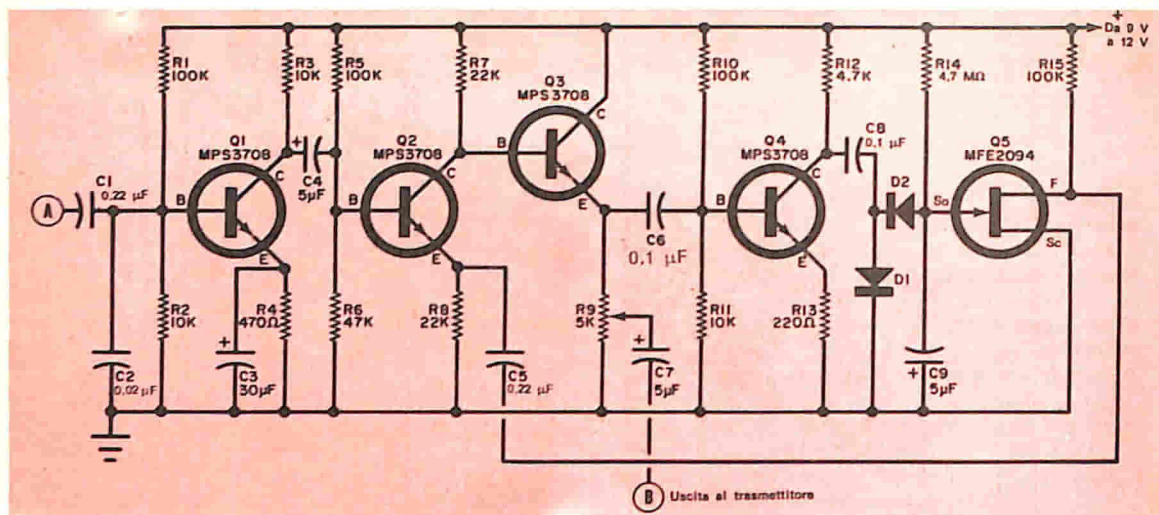 +
Da 9 V
a 12 V
R1
100K
R3
10K
R5
100K
R7
22K
Q3
MPS3708
R10
100K
R12
4.7K
R14
4,7 MΩ
R15
100K
Q1
MPS3708
Q2
MPS3708
Q4
MPS3708
Q5
MFE2094
C8
0,1 µF
C4
5µF
+
C1
0,22 µF
A
B
C
E
B
C
E
B
C
E
C6
0,1 µF
B
C
E
D2
D1
Sa
F
Sc
R2
10K
R4
470Ω
R6
47K
R8
22K
R9
5K
R11
10K
R13
220Ω
C2
0,02 µF
+
C3
30µF
C5
0,22 µF
+
C7
5µF
C9
+
5µF
B Uscita al trasmettitore